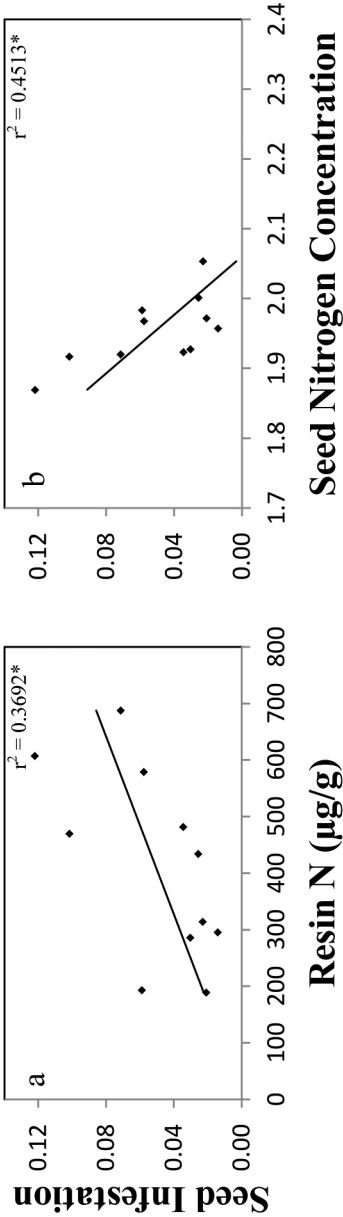 a
r² = 0.3692*
Seed Infestation
0.12
0.08
0.04
0.00
0 100 200 300 400 500 600 700 800
Resin N (µg/g)
b
r² = 0.4513*
0.12
0.08
0.04
0.00
1.7 1.8 1.9 2.0 2.1 2.2 2.3 2.4
Seed Nitrogen Concentration